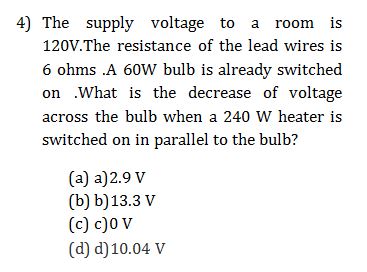 4) The supply voltage to a room is
120V.The resistance of the lead wires is
6 ohms .A 60W bulb is already switched
on .What is the decrease of voltage
across the bulb when a 240 W heater is
switched on in parallel to the bulb?
(a) a)2.9 V
(b) b)13.3 V
(c) c)0 V
(d) d)10.04 V